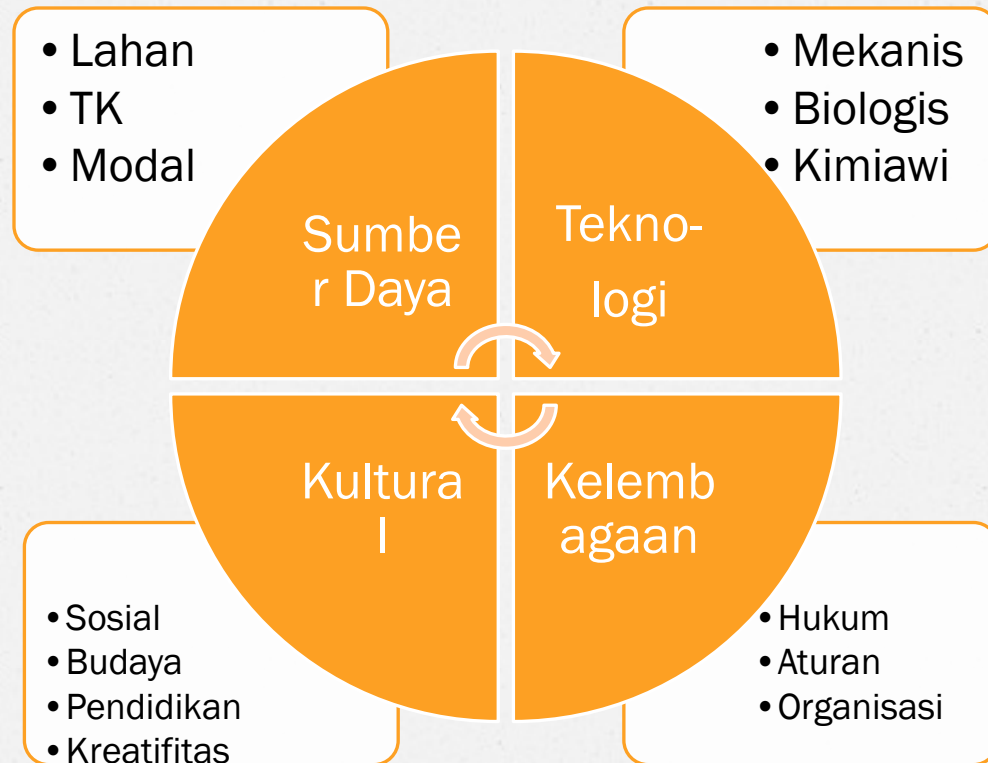 • Lahan
• TK
• Modal
• Mekanis
• Biologis
• Kimiawi
Sumbe
r Daya
Tekno-
logi
Kultura
l
Kelemb
agaan
• Sosial
• Budaya
• Pendidikan
• Kreatifitas
• Hukum
• Aturan
• Organisasi